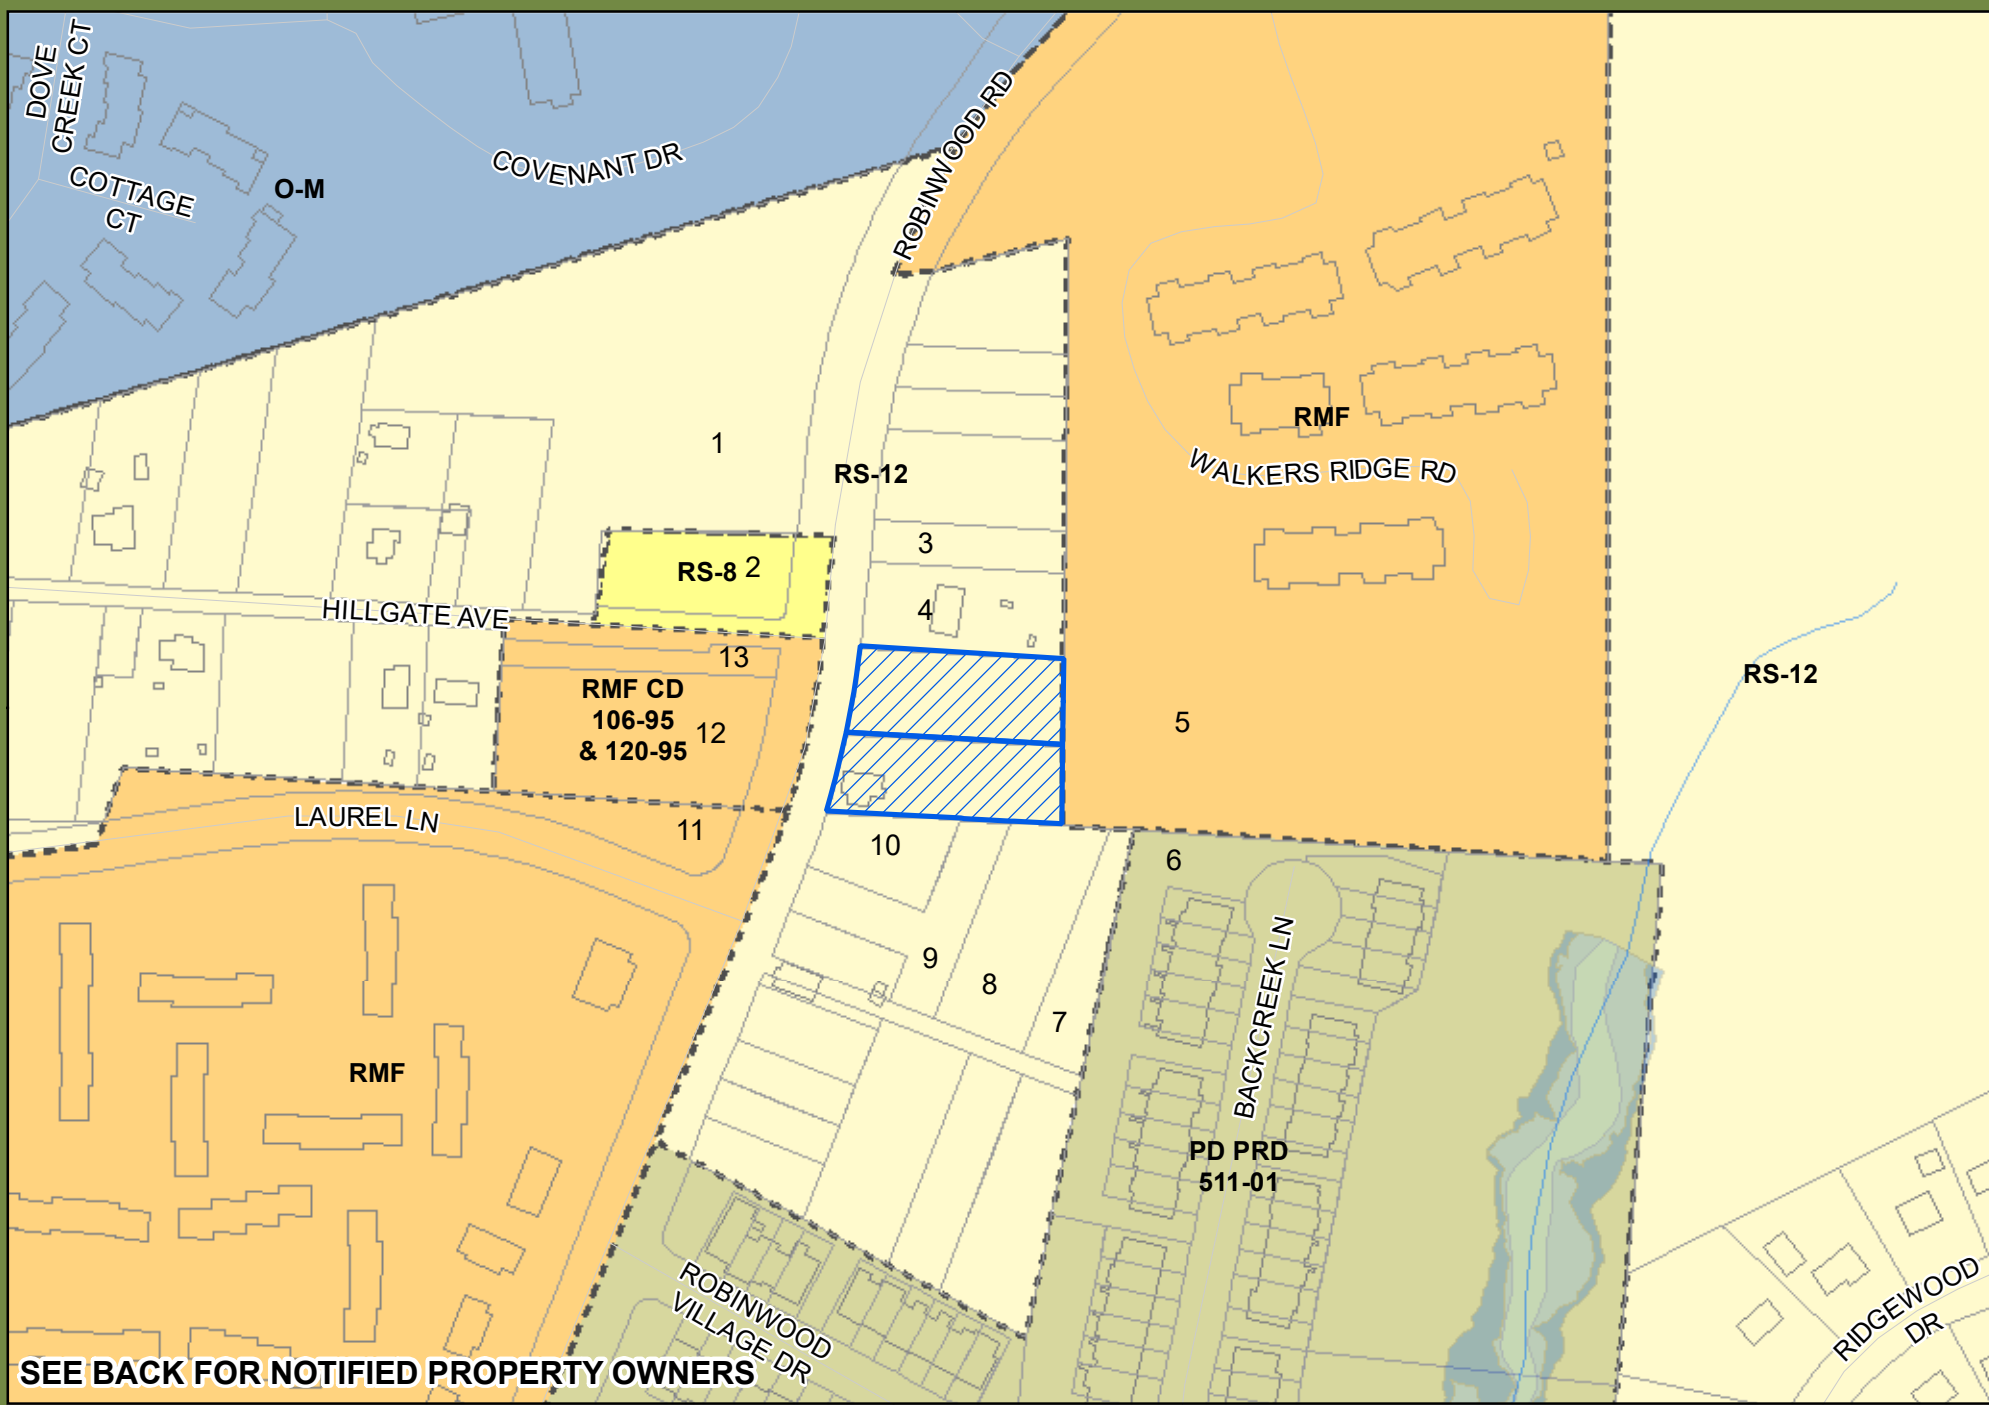 DOVE
CREEK CT
COTTAGE
CT
O-M
COVENANT DR
ROBINWOOD RD
RMF
WALKERS RIDGE RD
1
RS-12
3
RS-8 2
4
HILLGATE AVE
13
RMF CD
106-95
& 120-95
12
5
RS-12
LAUREL LN
11
10
6
9
8
7
BACKCREEK LN
RMF
PD PRD
511-01
ROBINWOOD
VILLAGE DR
RIDGEWOOD
DR
SEE BACK FOR NOTIFIED PROPERTY OWNERS